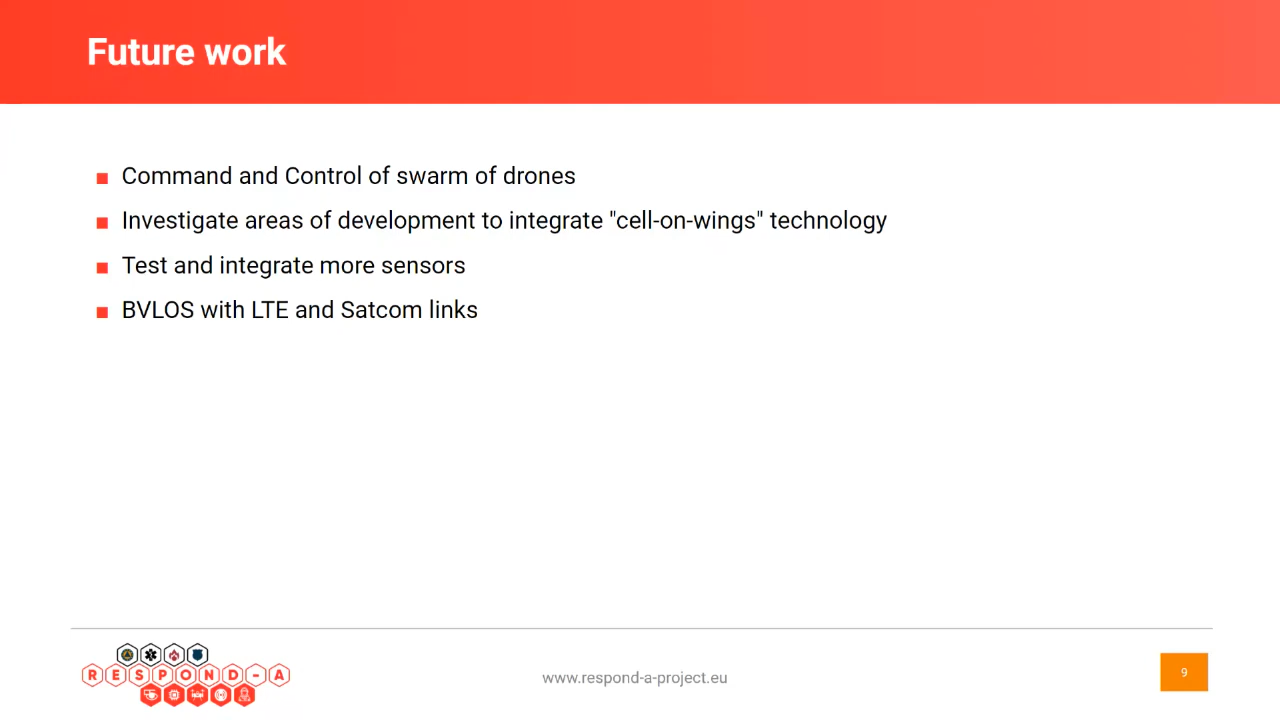 Future work
Command and Control of swarm of drones
Investigate areas of development to integrate "cell-on-wings" technology
Test and integrate more sensors
BVLOS with LTE and Satcom links
RESPOND-A
www.respond-a-project.eu
9